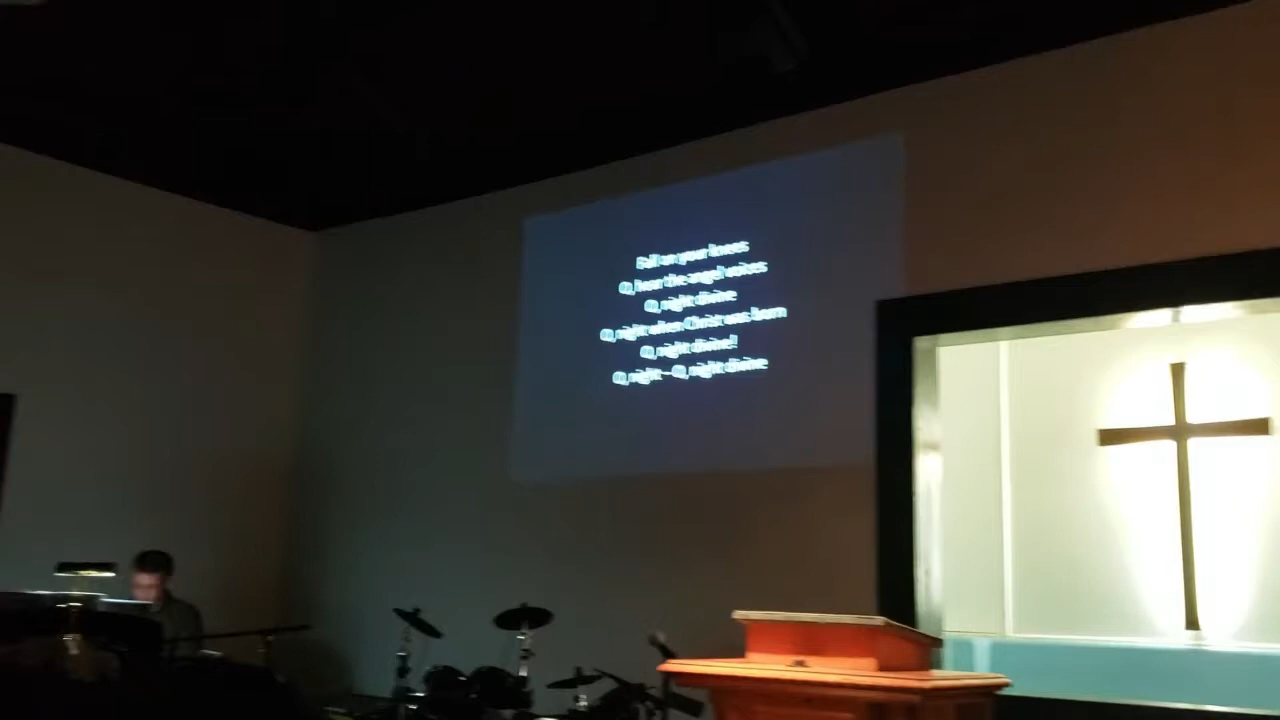 Fall on your knees
O, hear the angel voices
O, night divine
O, night when Christ was born
O, night divine!
O, night - O, night divine